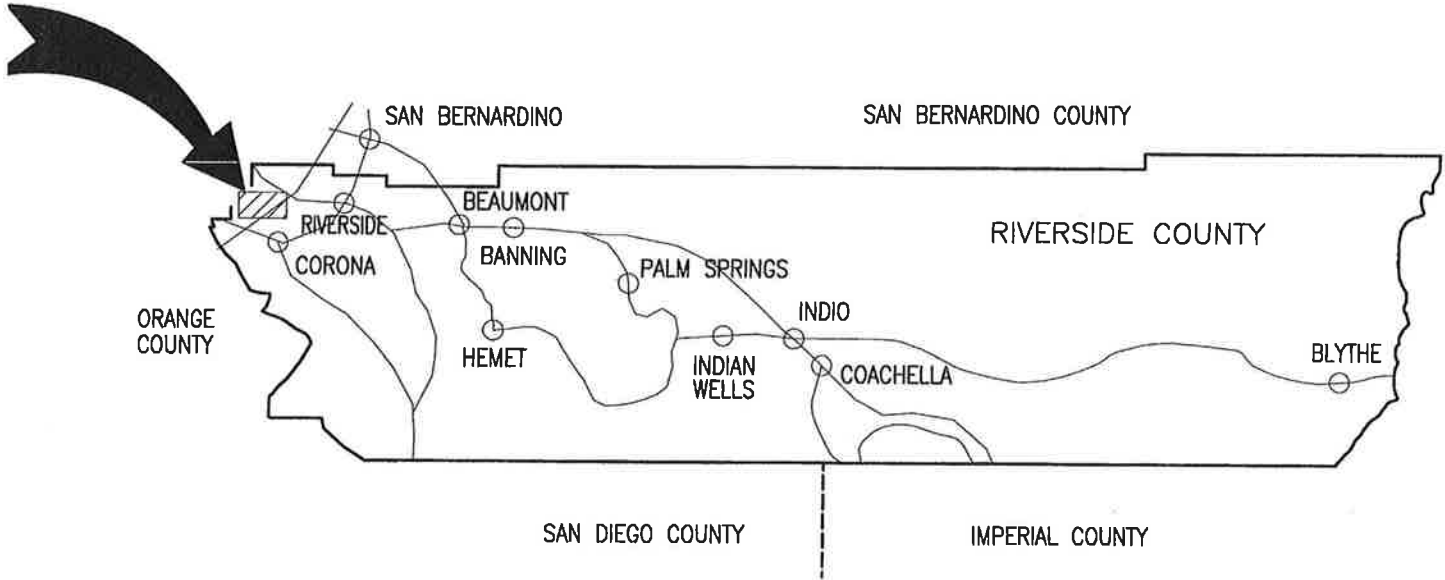 SAN BERNARDINO
SAN BERNARDINO COUNTY
BEAUMONT
RIVERSIDE
RIVERSIDE COUNTY
BANNING
CORONA
PALM SPRINGS
ORANGE
COUNTY
INDIO
HEMET
INDIAN
WELLS
COACHELLA
BLYTHE
SAN DIEGO COUNTY
IMPERIAL COUNTY